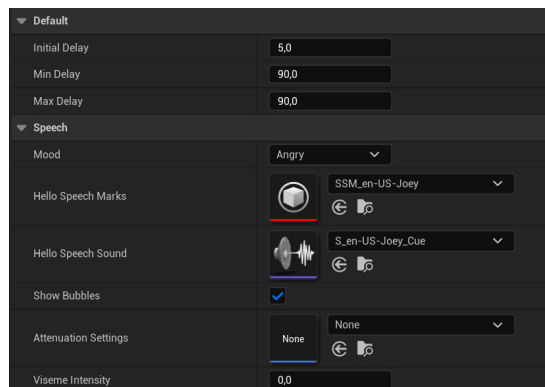 Default
Initial Delay 5,0
Min Delay 90,0
Max Delay 90,0
Speech
Mood Angry
Hello Speech Marks SSM_en-US-Joey
Hello Speech Sound S_en-US-Joey_Cue
Show Bubbles
Attenuation Settings None None
Viseme Intensity 0,0